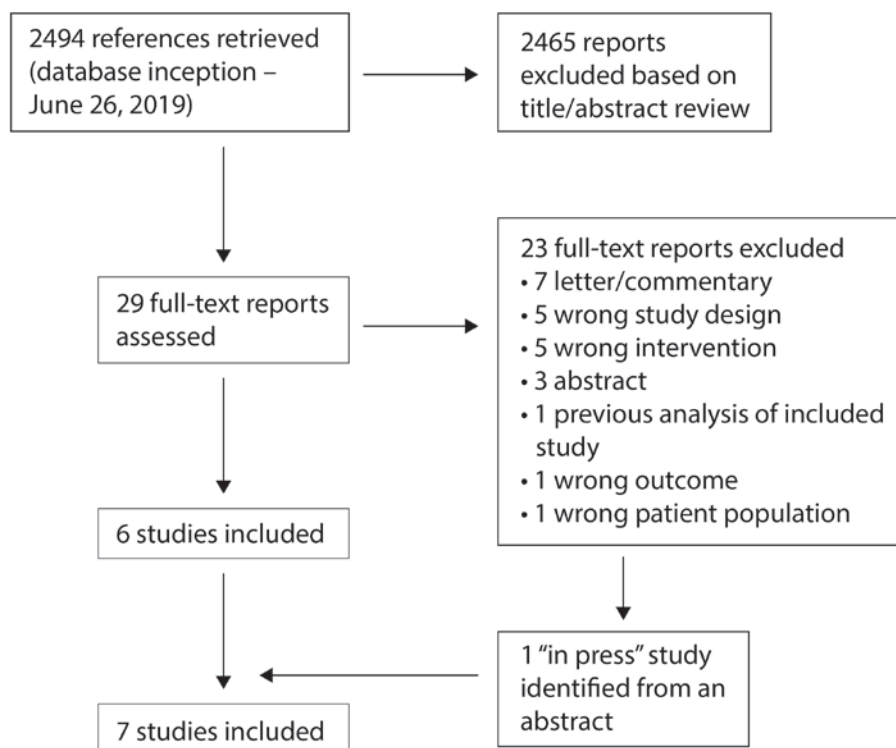 2494 references retrieved
(database inception –
June 26, 2019)
2465 reports
excluded based on
title/abstract review
29 full-text reports
assessed
23 full-text reports excluded
• 7 letter/commentary
• 5 wrong study design
• 5 wrong intervention
• 3 abstract
• 1 previous analysis of included
study
• 1 wrong outcome
• 1 wrong patient population
6 studies included
1 “in press” study
identified from an
abstract
7 studies included